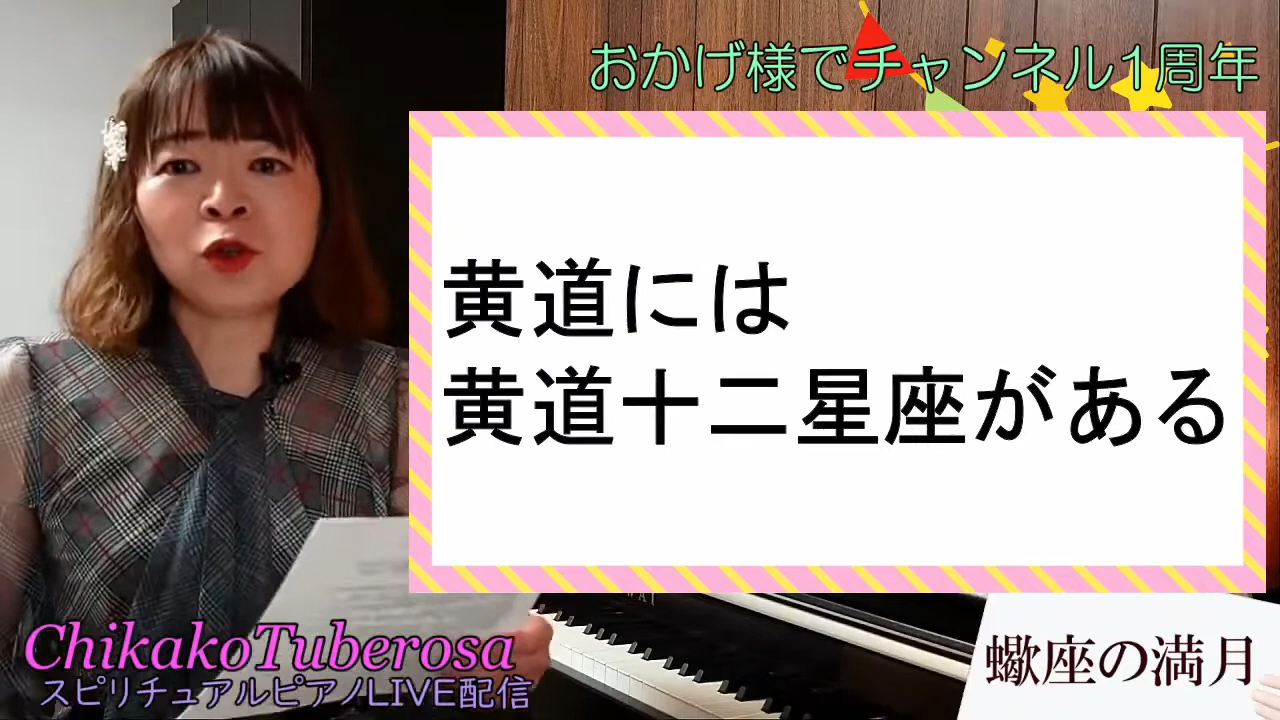 おかげ様でチャンネル1周年
黄道には
黄道十二星座がある
ChikakoTuberosa
スピリチュアルピアノLIVE配信
蠍座の満月